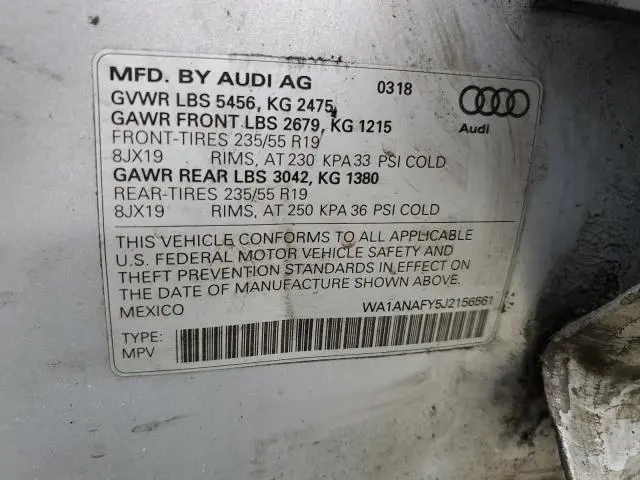 MFD. BY AUDI AG 0318
GVWR LBS 5456, KG 2475,
GAWR FRONT LBS 2679, KG 1215
Audi
FRONT-TIRES 235/55 R19
8JX19 RIMS, AT 230 KPA 33 PSI COLD
GAWR REAR LBS 3042, KG 1380
REAR-TIRES 235/55 R19
8JX19 RIMS, AT 250 KPA 36 PSI COLD
THIS VEHICLE CONFORMS TO ALL APPLICABLE
U.S. FEDERAL MOTOR VEHICLE SAFETY AND
THEFT PREVENTION STANDARDS IN EFFECT ON
THE DATE OF MANUFACTURE SHOWN ABOVE.
MEXICO WA1ANAFY5J2156561
TYPE:
MPV